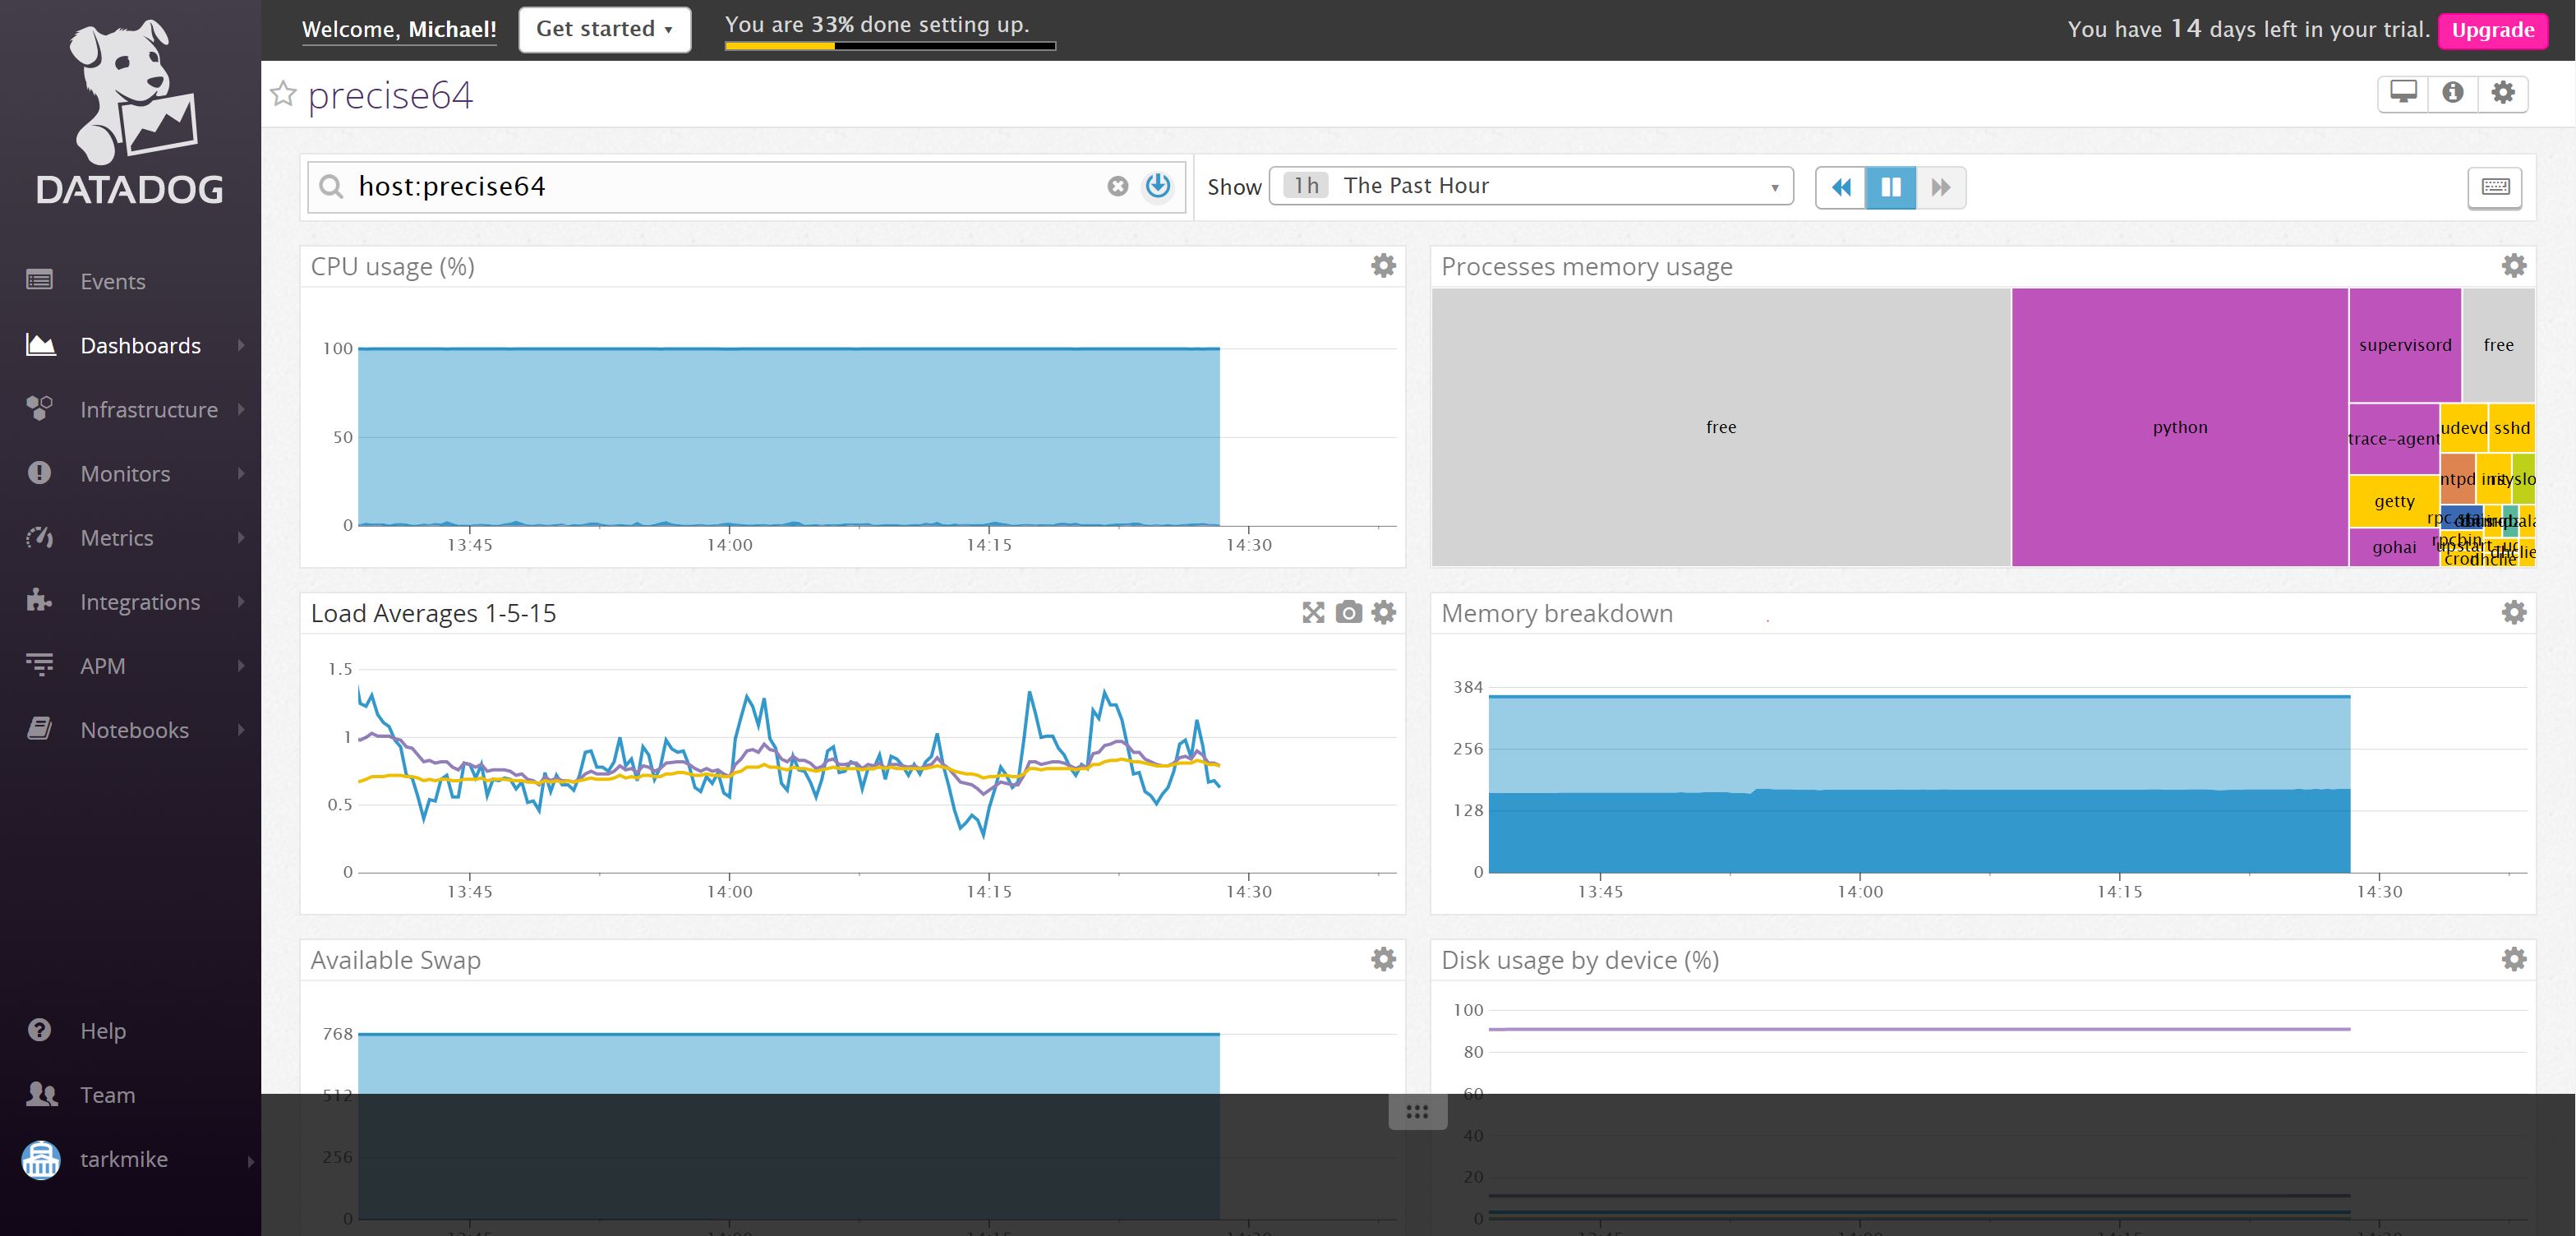 Welcome, Michael!
Get started
You are 33% done setting up.
You have 14 days left in your trial.
Upgrade
DATADOG
Events
Dashboards
Infrastructure
Monitors
Metrics
Integrations
APM
Notebooks
Help
Team
tarkmike
precise64
host:precise64
Show
1h The Past Hour
CPU usage (%)
100
50
0
13:45 14:00 14:15 14:30
Processes memory usage
free
python
supervisord
free
trace-agent
udevd
sshd
getty
ntpd
gohai
Load Averages 1-5-15
1.5
1
0.5
0
13:45 14:00 14:15 14:30
Memory breakdown
384
256
128
0
13:45 14:00 14:15 14:30
Available Swap
768
512
256
0
Disk usage by device (%)
100
80
60
40
20
0